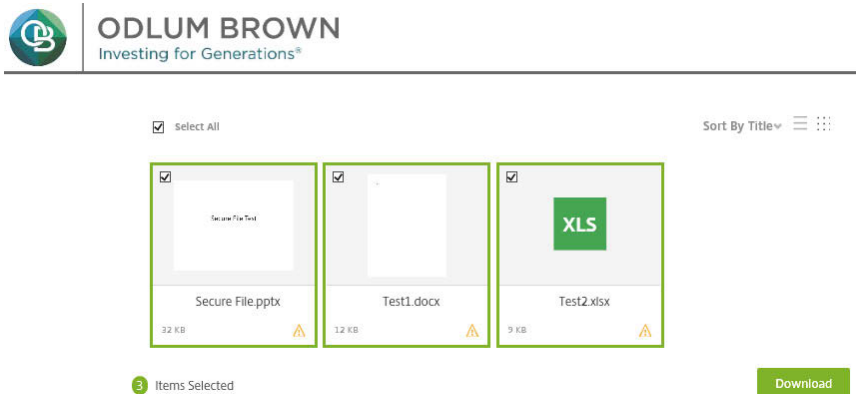 OB
ODLUM BROWN
Investing for Generations®
Select All
Sort By Title
Secure File Test
XLS
Secure File.pptx
Test1.docx
Test2.xlsx
32 KB
12 KB
9 KB
3 Items Selected
Download